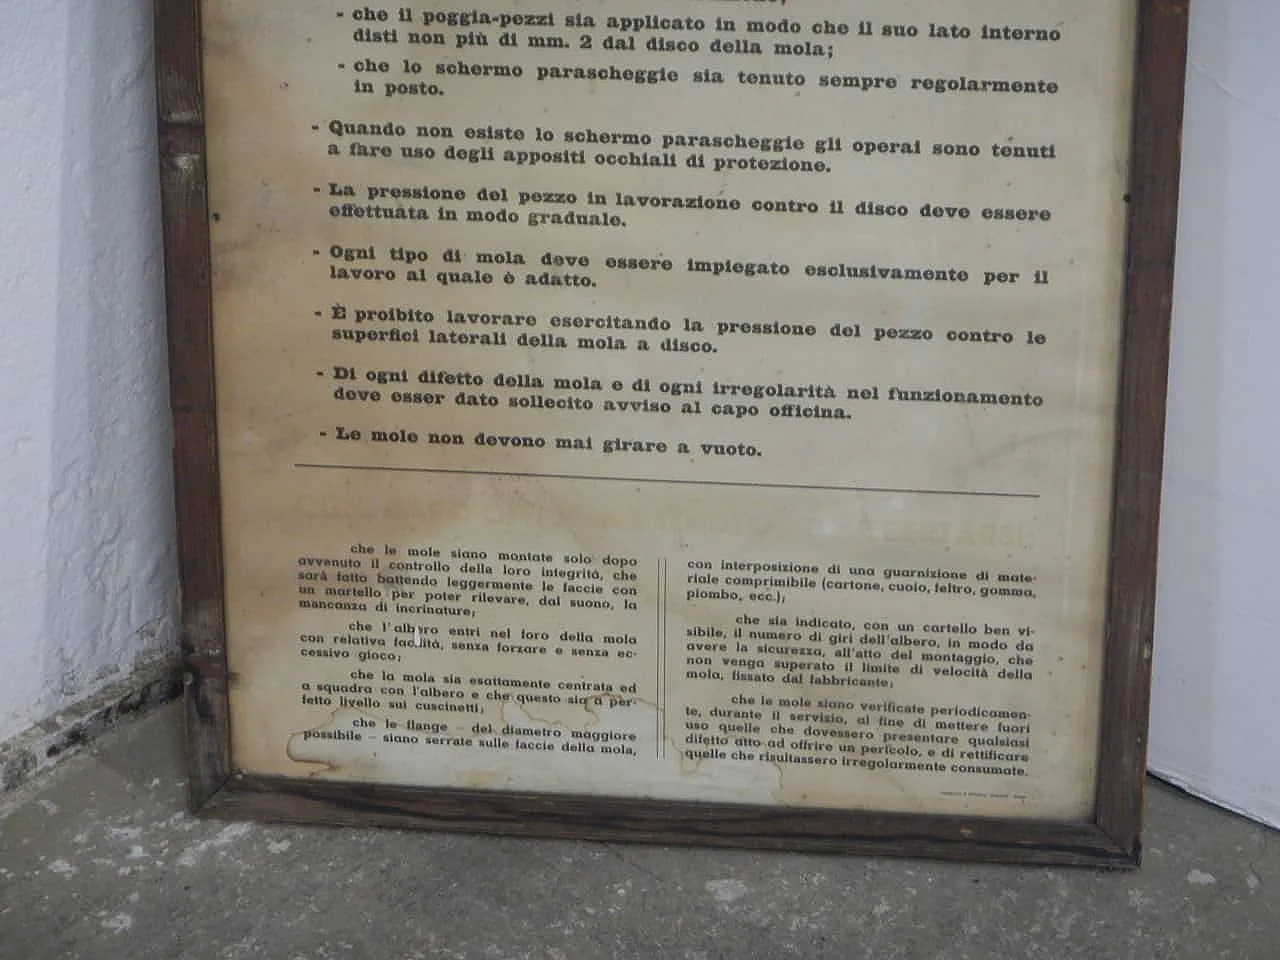 - che il poggia-pezzi sia applicato in modo che il suo lato interno
disti non più di mm. 2 dal disco della mola;
- che lo schermo parascheggie sia tenuto sempre regolarmente
in posto.
- Quando non esiste lo schermo parascheggie gli operai sono tenuti
a fare uso degli appositi occhiali di protezione.
- La pressione del pezzo in lavorazione contro il disco deve essere
effettuata in modo graduale.
- Ogni tipo di mola deve essere impiegato esclusivamente per il
lavoro al quale è adatto.
- È proibito lavorare esercitando la pressione del pezzo contro le
superfici laterali della mola a disco.
- Di ogni difetto della mola e di ogni irregolarità nel funzionamento
deve esser dato sollecito avviso al capo officina.
- Le mole non devono mai girare a vuoto.
che le mole siano montate solo dopo
avvenuto il controllo della loro integrità, che
sarà fatto battendo leggermente le faccie con
un martello per poter rilevare, dal suono, la
mancanza di incrinature;
che l'albero entri nel foro della mola
con relativa facilità, senza forzare e senza ec-
cessivo gioco;
che la mola sia esattamente centrata ed
a squadra con l'albero e che questo sia a per-
fetto livello sui cuscinetti;
che le flange - del diametro maggiore
possibile - siano serrate sulle faccie della mola,
con interposizione di una guarnizione di mate-
riale comprimibile (cartone, cuoio, feltro, gomma,
piombo, ecc.);
che sia indicato, con un cartello ben vi-
sibile, il numero di giri dell'albero, in modo da
avere la sicurezza, all'atto del montaggio, che
non venga superato il limite di velocità della
mola, fissato dal fabbricante;
che le mole siano verificate periodicamen-
te, durante il servizio, al fine di mettere fuori
uso quelle che dovessero presentare qualsiasi
difetto atto ad offrire un pericolo, e di rettificare
quelle che risultassero irregolarmente consumate.